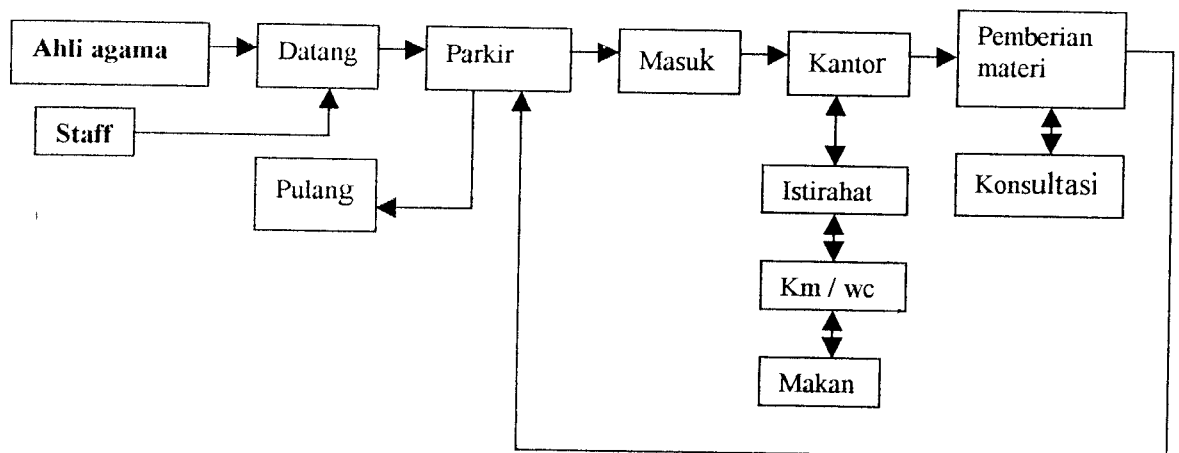 Ahli agama
Datang
Parkir
Masuk
Kantor
Pemberian
materi
Staff
Pulang
Istirahat
Konsultasi
Km / wc
Makan